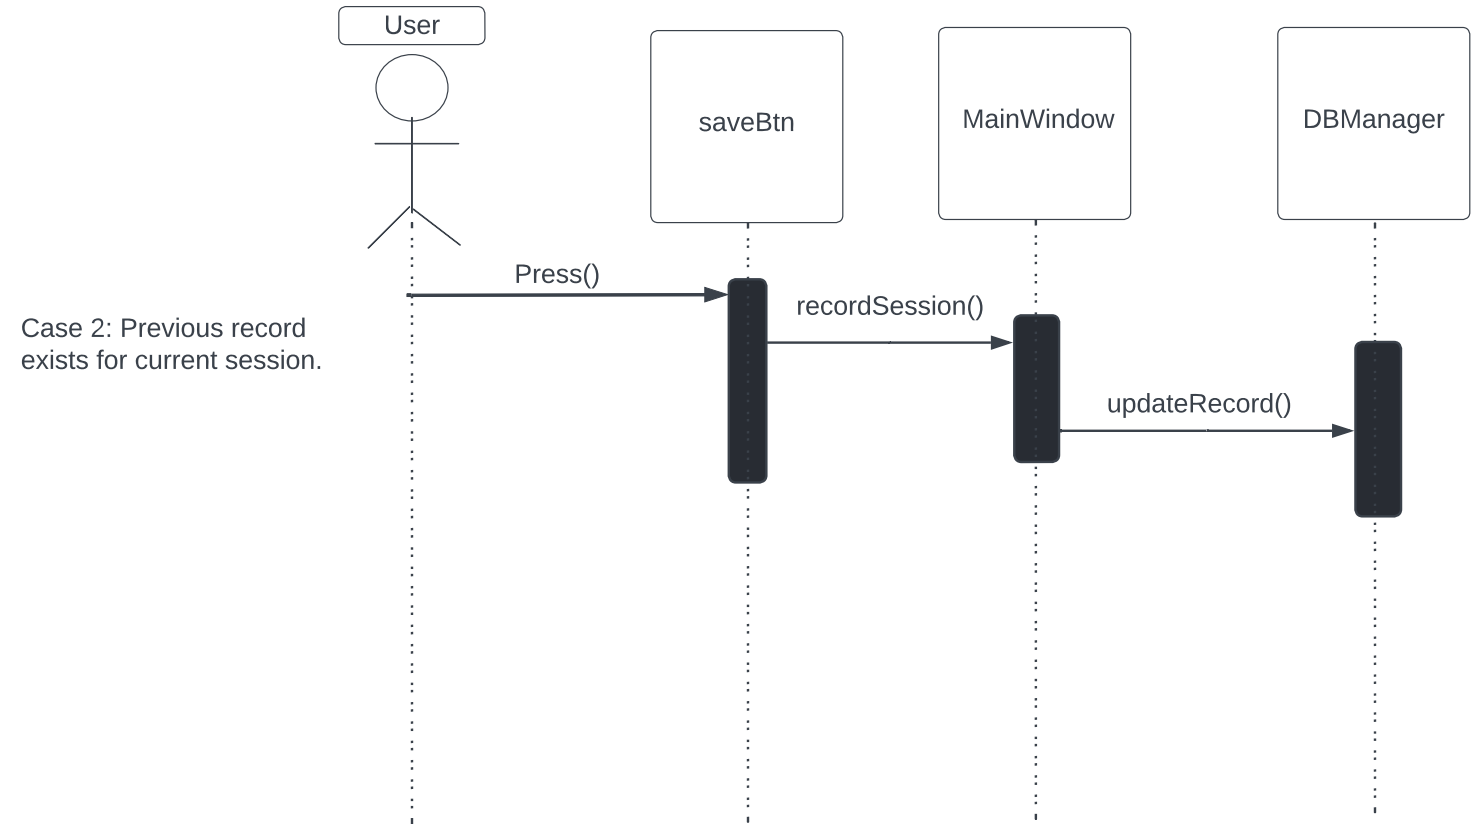 User
saveBtn
MainWindow
DBManager
Press()
recordSession()
Case 2: Previous record
exists for current session.
updateRecord()